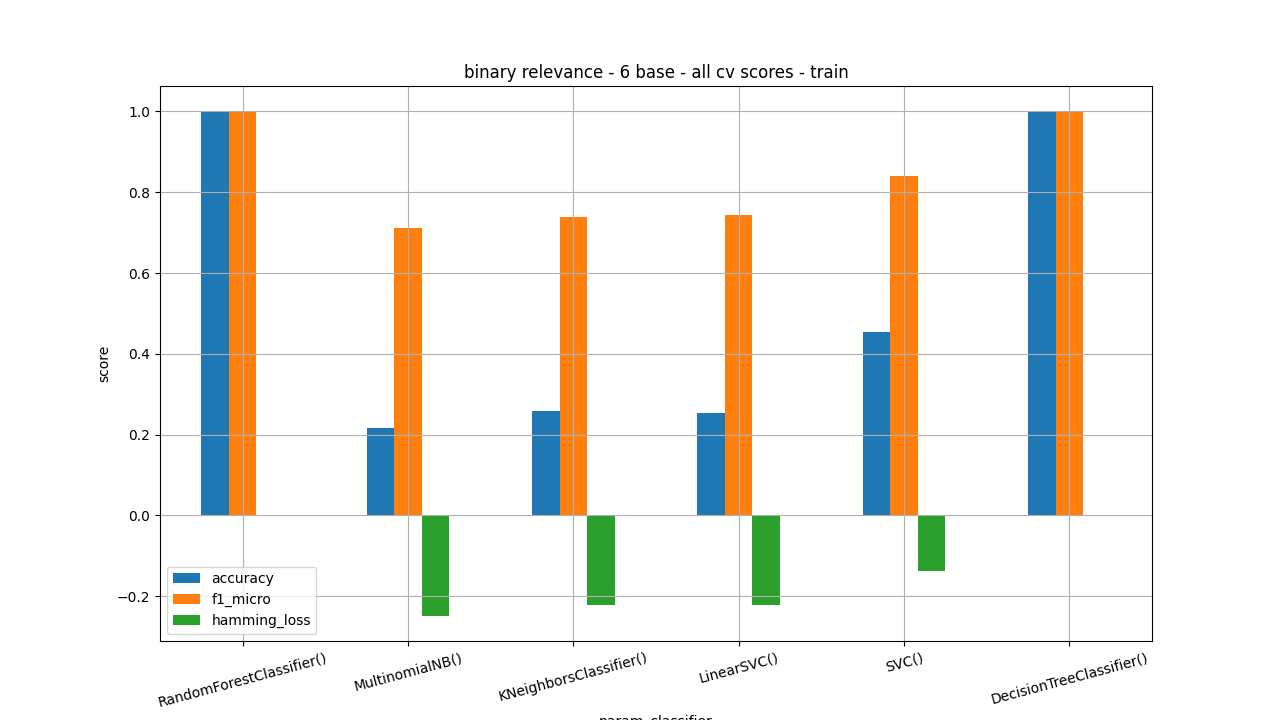 binary relevance - 6 base - all cv scores - train
1.0
0.8
0.6
0.4
0.2
0.0
−0.2
score
accuracy
f1_micro
hamming_loss
RandomForestClassifier()
MultinomialNB()
KNeighborsClassifier()
LinearSVC()
SVC()
DecisionTreeClassifier()
param_classifier